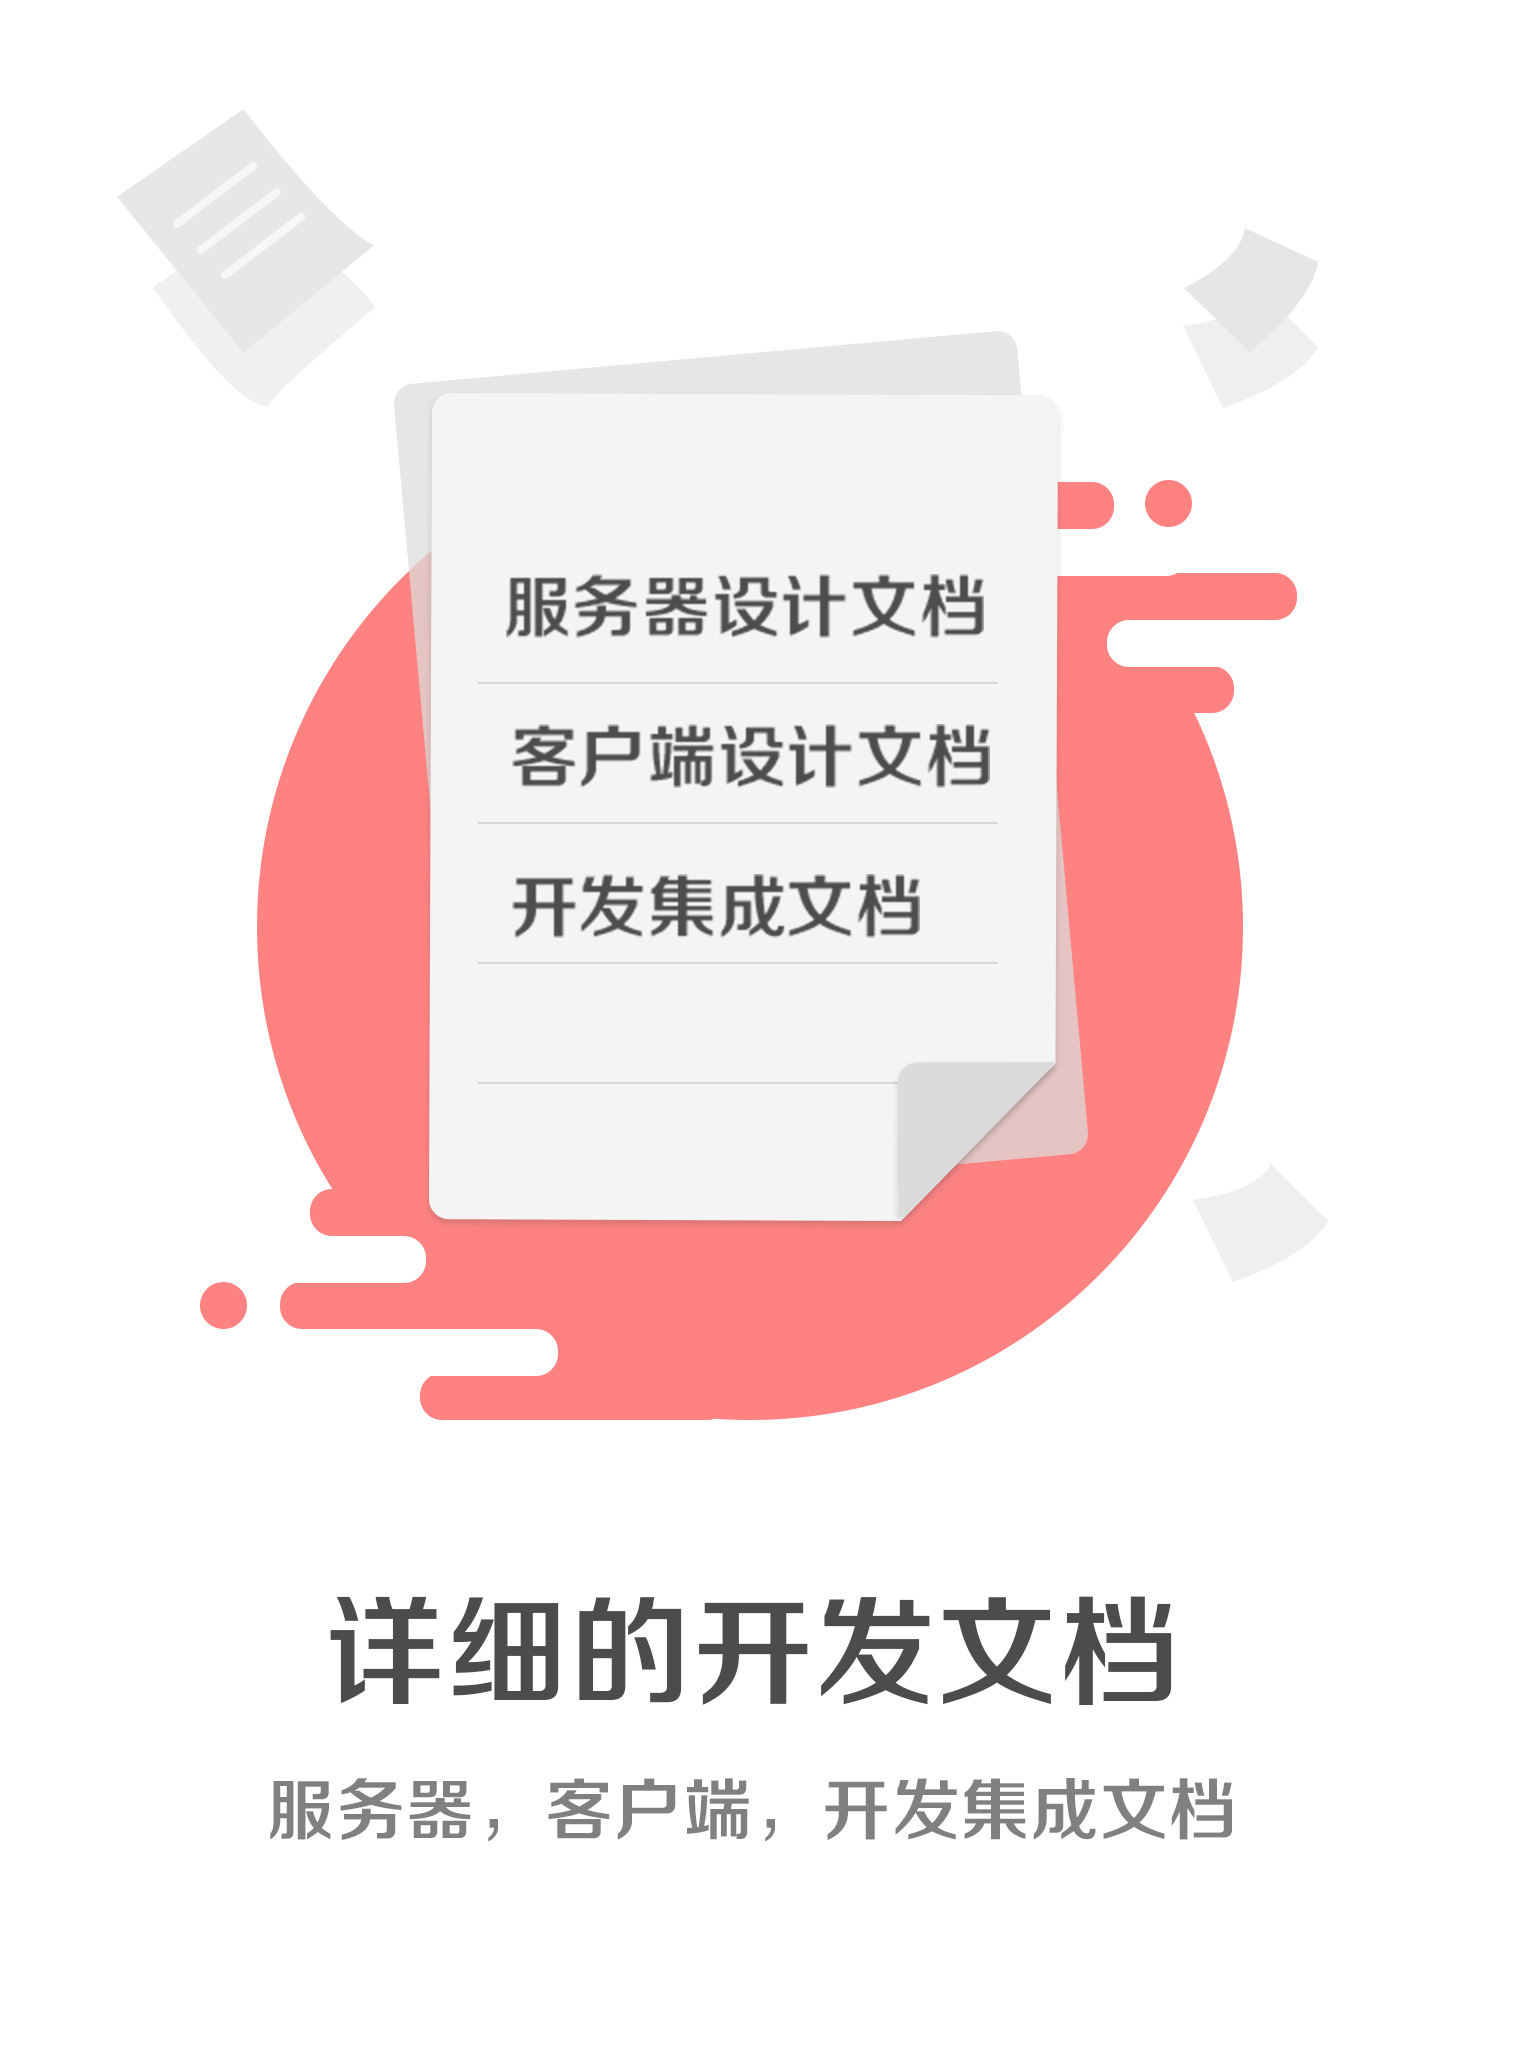 服务器设计文档
客户端设计文档
开发集成文档
详细的开发文档
服务器，客户端，开发集成文档